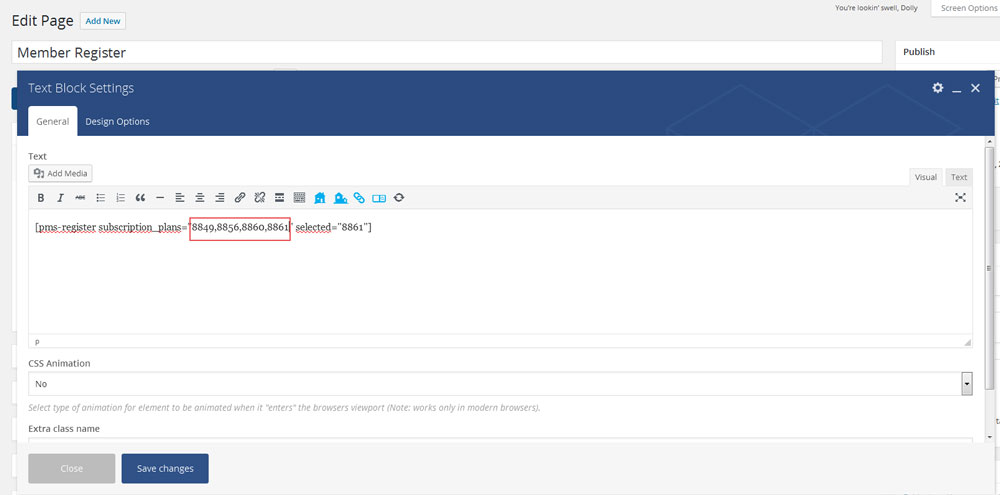 You're lookin' swell, Dolly
Screen Options
Edit Page Add New
Member Register
Publish
Text Block Settings
General Design Options
Text
Add Media
Visual Text
B I ABC
[pms-register subscription_plans="8849,8856,8860,8861" selected="8861"]
p
CSS Animation
No
Select type of animation for element to be animated when it "enters" the browsers viewport (Note: works only in modern browsers).
Extra class name
Close Save changes